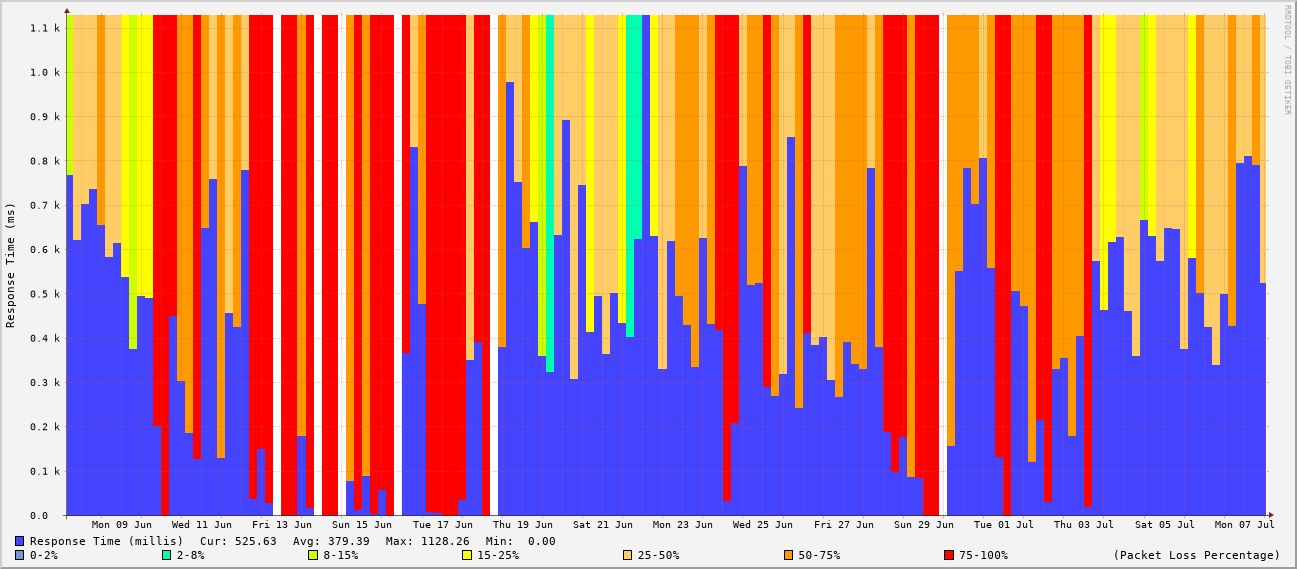 RRDTOOL / TOBI OETIKER
Response Time (ms)
1.1 k
1.0 k
0.9 k
0.8 k
0.7 k
0.6 k
0.5 k
0.4 k
0.3 k
0.2 k
0.1 k
0.0
Mon 09 Jun Wed 11 Jun Fri 13 Jun Sun 15 Jun Tue 17 Jun Thu 19 Jun Sat 21 Jun Mon 23 Jun Wed 25 Jun Fri 27 Jun Sun 29 Jun Tue 01 Jul Thu 03 Jul Sat 05 Jul Mon 07 Jul
Response Time (millis) Cur: 525.63 Avg: 379.39 Max: 1128.26 Min: 0.00
0-2% 2-8% 8-15% 15-25% 25-50% 50-75% 75-100% (Packet Loss Percentage)